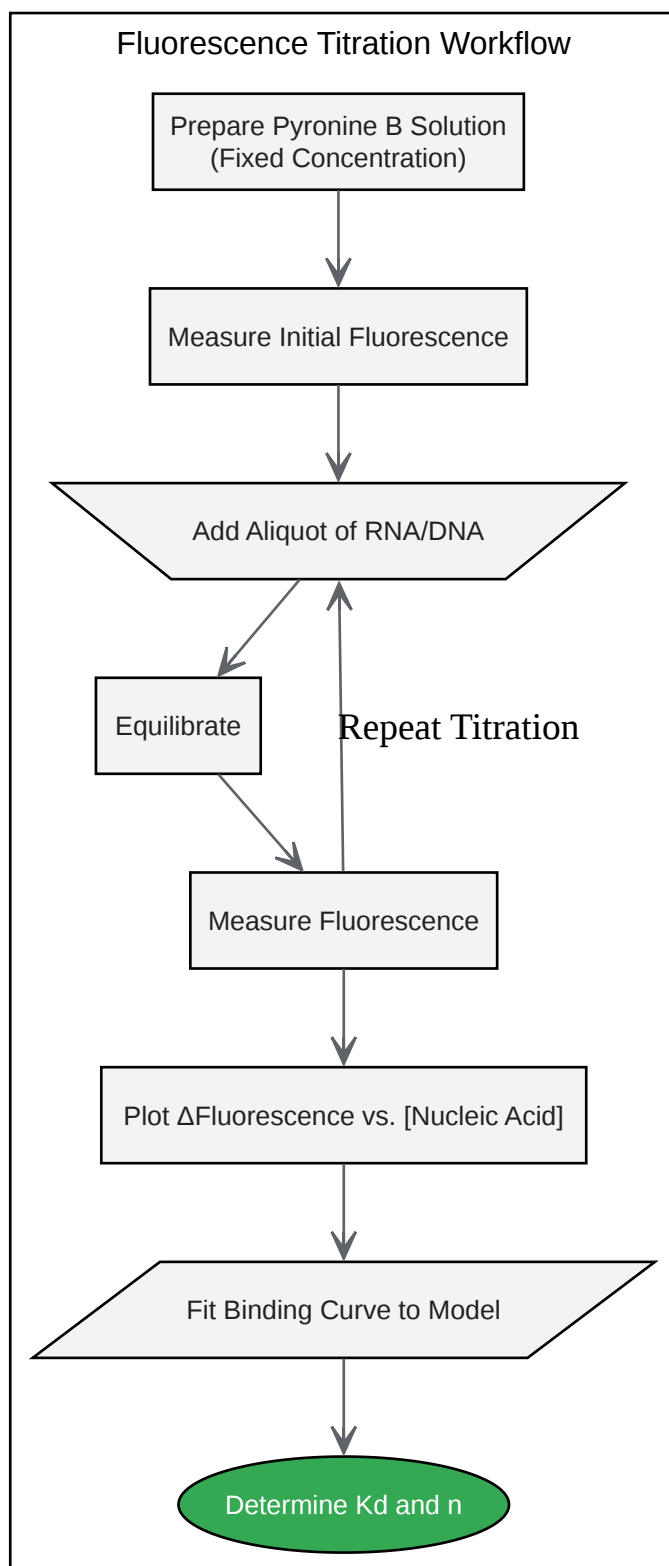 Fluorescence Titration Workflow
Prepare Pyronine B Solution
(Fixed Concentration)
Measure Initial Fluorescence
Add Aliquot of RNA/DNA
Equilibrate
Repeat Titration
Measure Fluorescence
Plot ΔFluorescence vs. [Nucleic Acid]
Fit Binding Curve to Model
Determine Kd and n